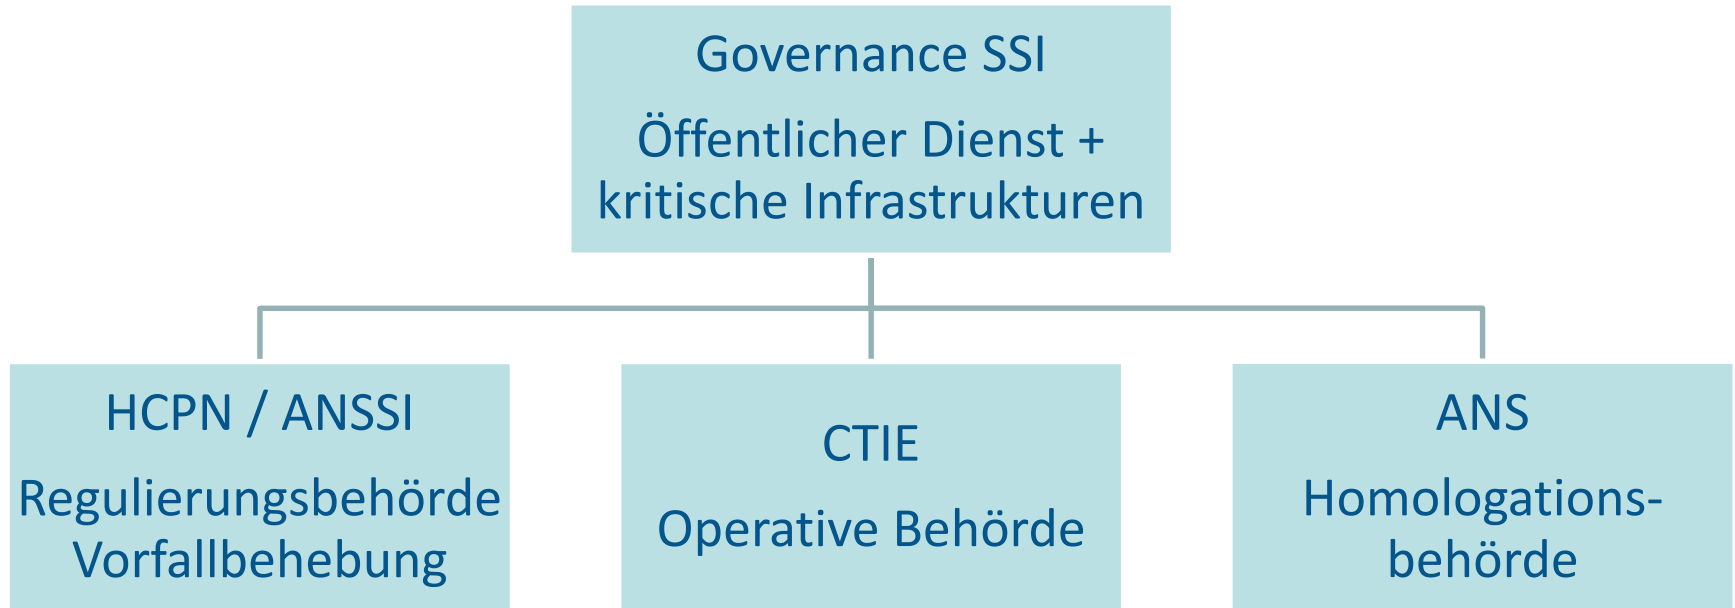 Governance SSI
Öffentlicher Dienst +
kritische Infrastrukturen
HCPN / ANSSI
Regulierungsbehörde
Vorfallbehebung
CTIE
Operative Behörde
ANS
Homologations-
behörde